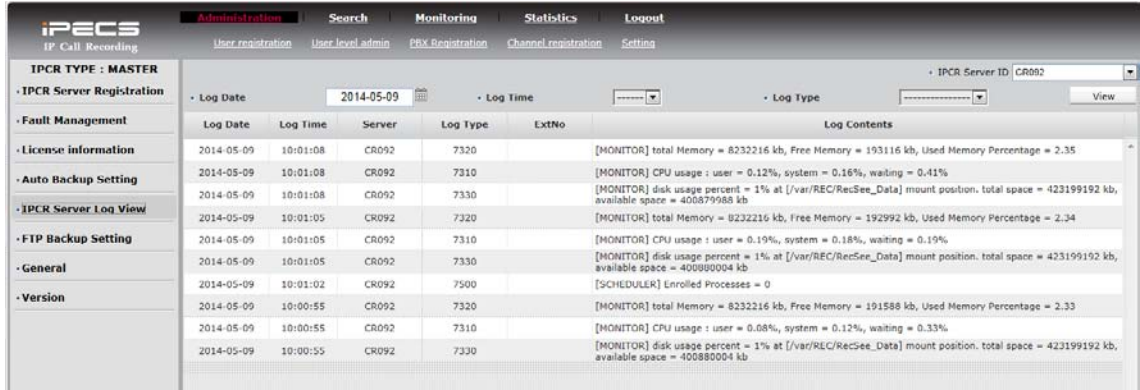 Administration Search Monitoring Statistics Logout
iPECS
IP Call Recording
User registration User level admin PBX Registration Channel registration Setting
IPCR TYPE : MASTER
· IPCR Server Registration
· Fault Management
· License information
· Auto Backup Setting
· IPCR Server Log View
· FTP Backup Setting
· General
· Version
· IPCR Server ID CR092
· Log Date 2014-05-09 · Log Time ------ · Log Type --------------- View
Log Date Log Time Server Log Type ExtNo Log Contents
2014-05-09 10:01:08 CR092 7320 [MONITOR] total Memory = 8232216 kb, Free Memory = 193116 kb, Used Memory Percentage = 2.35
2014-05-09 10:01:08 CR092 7310 [MONITOR] CPU usage : user = 0.12%, system = 0.16%, waiting = 0.41%
2014-05-09 10:01:08 CR092 7330 [MONITOR] disk usage percent = 1% at [/var/REC/RecSee_Data] mount position. total space = 423199192 kb,
available space = 400879988 kb
2014-05-09 10:01:05 CR092 7320 [MONITOR] total Memory = 8232216 kb, Free Memory = 192992 kb, Used Memory Percentage = 2.34
2014-05-09 10:01:05 CR092 7310 [MONITOR] CPU usage : user = 0.19%, system = 0.18%, waiting = 0.19%
2014-05-09 10:01:05 CR092 7330 [MONITOR] disk usage percent = 1% at [/var/REC/RecSee_Data] mount position. total space = 423199192 kb,
available space = 400880004 kb
2014-05-09 10:01:02 CR092 7500 [SCHEDULER] Enrolled Processes = 0
2014-05-09 10:00:55 CR092 7320 [MONITOR] total Memory = 8232216 kb, Free Memory = 191588 kb, Used Memory Percentage = 2.33
2014-05-09 10:00:55 CR092 7310 [MONITOR] CPU usage : user = 0.08%, system = 0.12%, waiting = 0.33%
2014-05-09 10:00:55 CR092 7330 [MONITOR] disk usage percent = 1% at [/var/REC/RecSee_Data] mount position. total space = 423199192 kb,
available space = 400880004 kb